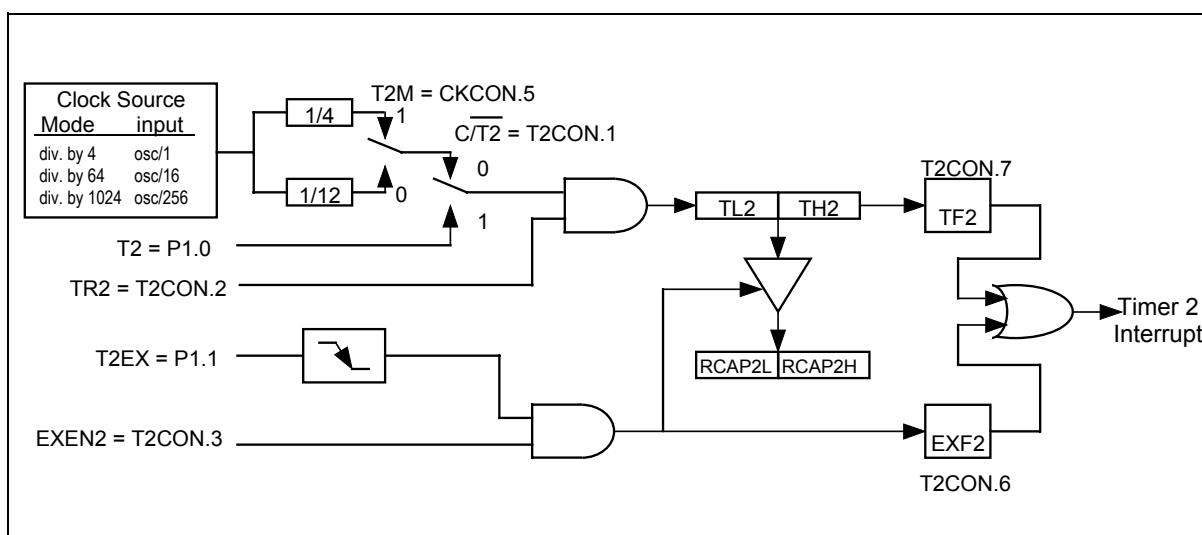 Clock Source
Mode input
div. by 4 osc/1
div. by 64 osc/16
div. by 1024 osc/256
1/4
1/12
T2M = CKCON.5
1
0
C/T2 = T2CON.1
0
1
T2 = P1.0
TR2 = T2CON.2
TL2 TH2
T2CON.7
TF2
T2EX = P1.1
RCAP2L RCAP2H
Timer 2
Interrupt
EXEN2 = T2CON.3
EXF2
T2CON.6